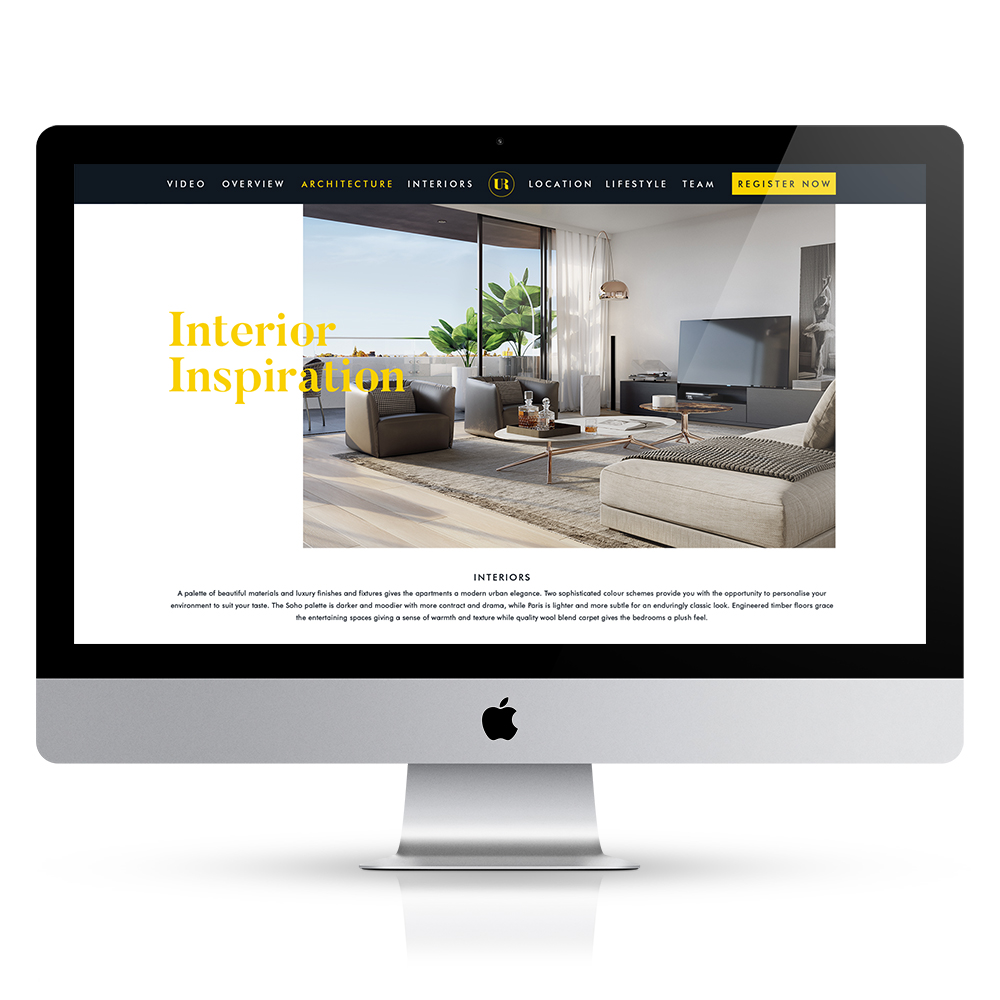 VIDEO OVERVIEW ARCHITECTURE INTERIORS UR LOCATION LIFESTYLE TEAM REGISTER NOW
Interior
Inspiration
INTERIORS
A palette of beautiful materials and luxury finishes and fixtures gives the apartments a modern urban elegance. Two sophisticated colour schemes provide you with the opportunity to personalise your
environment to suit your taste. The Soho palette is darker and moodier with more contract and drama, while Paris is lighter and more subtle for an enduringly classic look. Engineered timber floors grace
the entertaining spaces giving a sense of warmth and texture while quality wool blend carpet gives the bedrooms a plush feel.